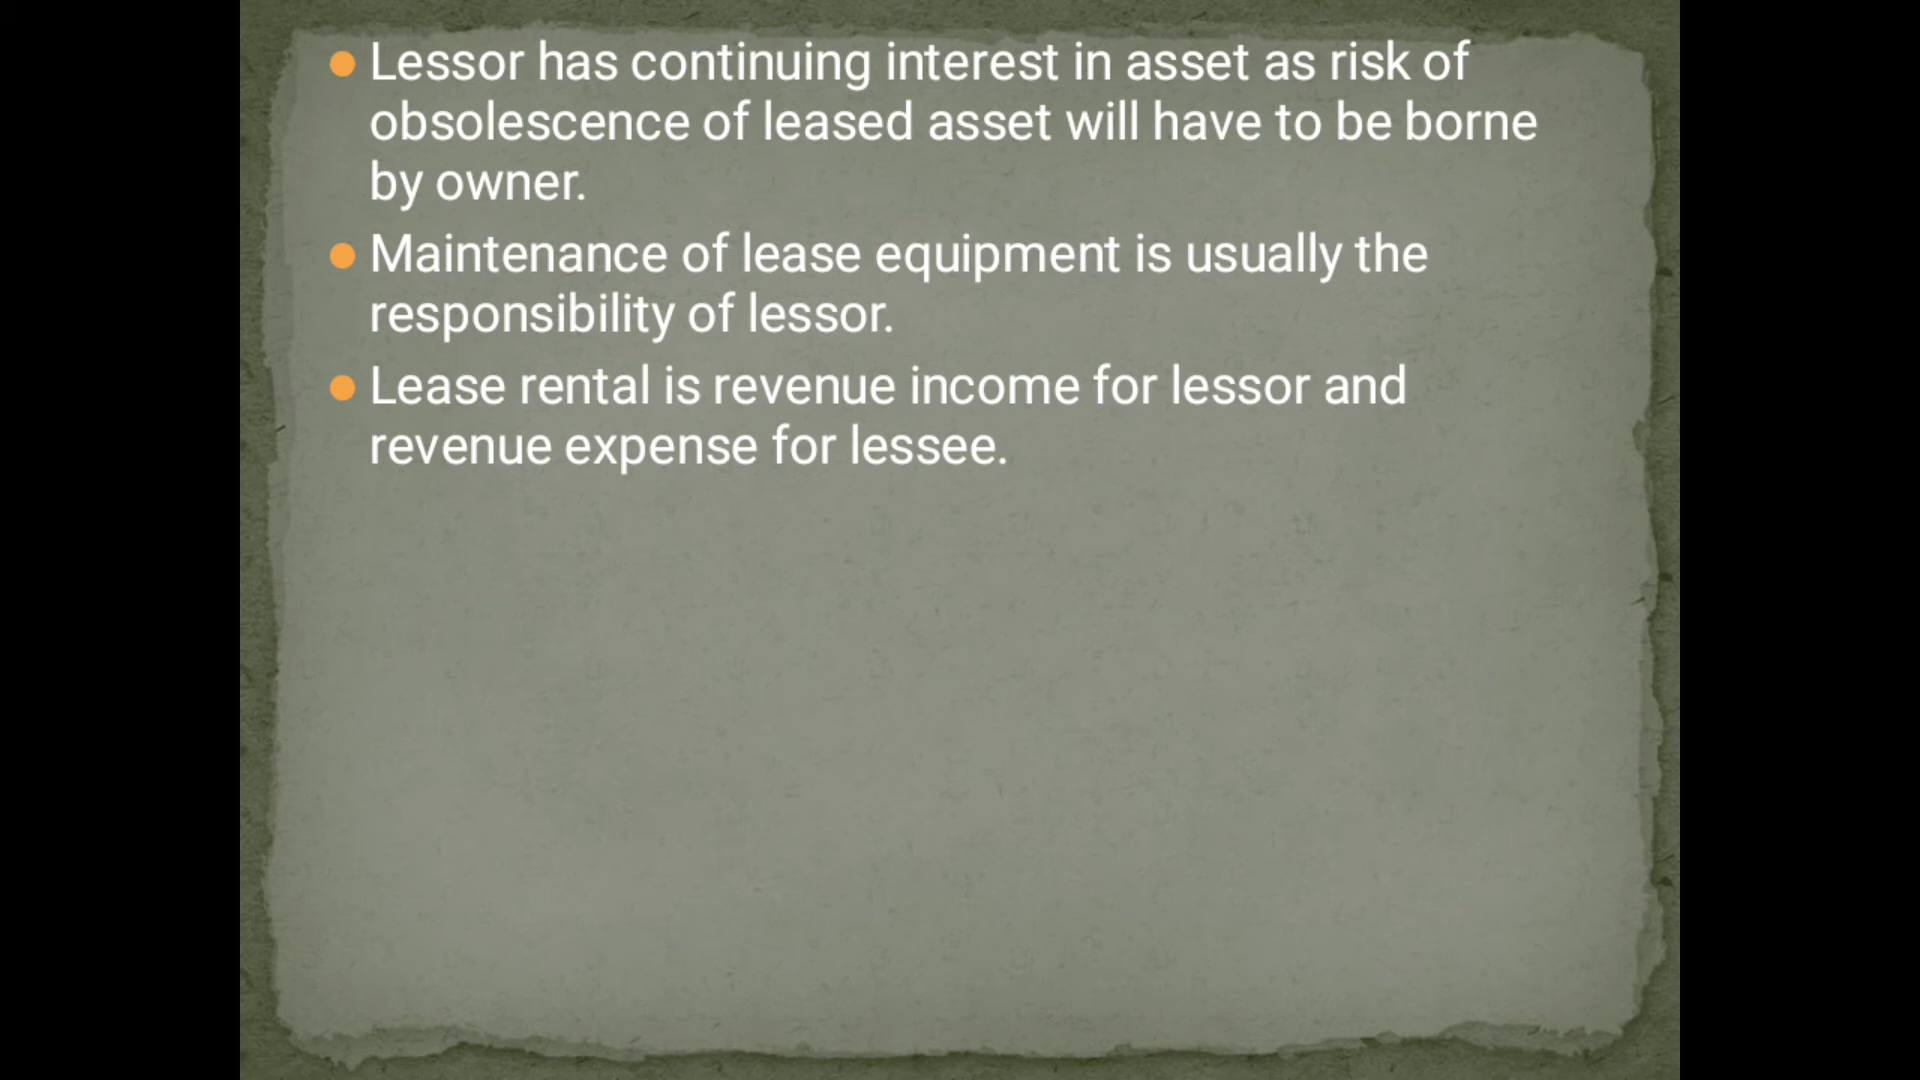 Lessor has continuing interest in asset as risk of
obsolescence of leased asset will have to be borne
by owner.
Maintenance of lease equipment is usually the
responsibility of lessor.
Lease rental is revenue income for lessor and
revenue expense for lessee.